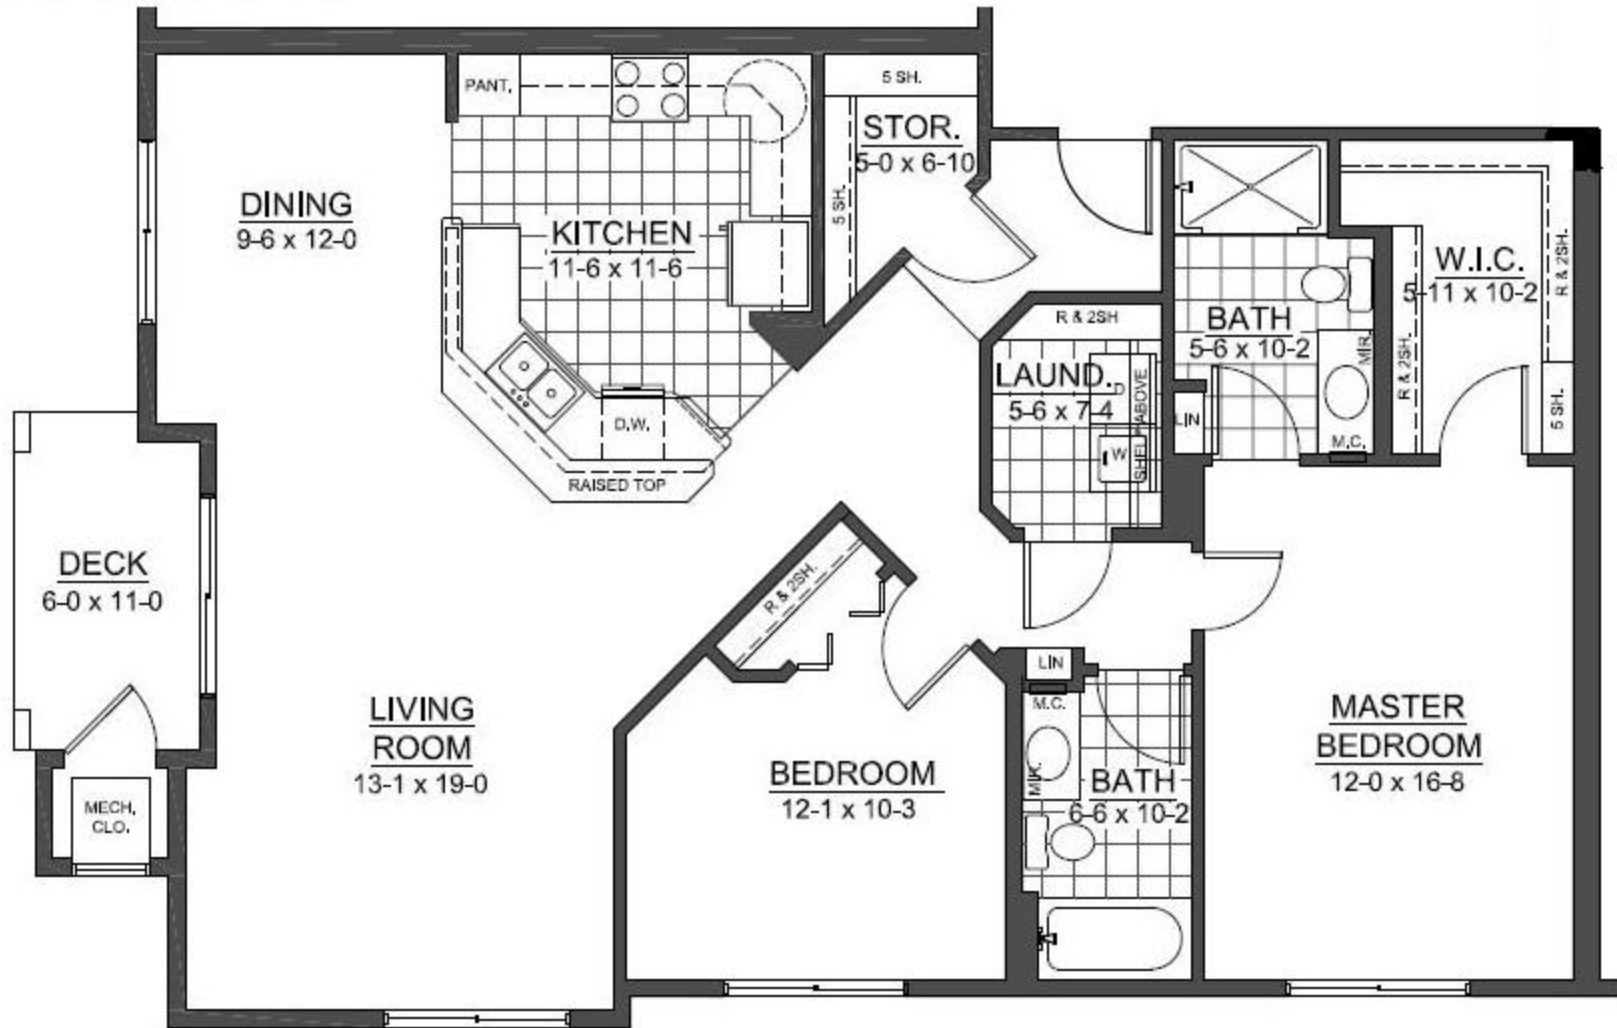 PANT.
5 SH.
STOR.
5-0 x 6-10
5 SH.
DINING
9-6 x 12-0
KITCHEN
11-6 x 11-6
W.I.C.
5-11 x 10-2
R & 2SH.
R & 2SH.
5 SH.
BATH
5-6 x 10-2
MIR.
M.C.
LIN
R & 2SH
LAUND.
5-6 x 7-4
D
W
SHELF ABOVE
D.W.
RAISED TOP
DECK
6-0 x 11-0
R & 2SH.
LIVING
ROOM
13-1 x 19-0
MECH.
CLO.
BEDROOM
12-1 x 10-3
LIN
M.C.
MIR.
BATH
6-6 x 10-2
MASTER
BEDROOM
12-0 x 16-8